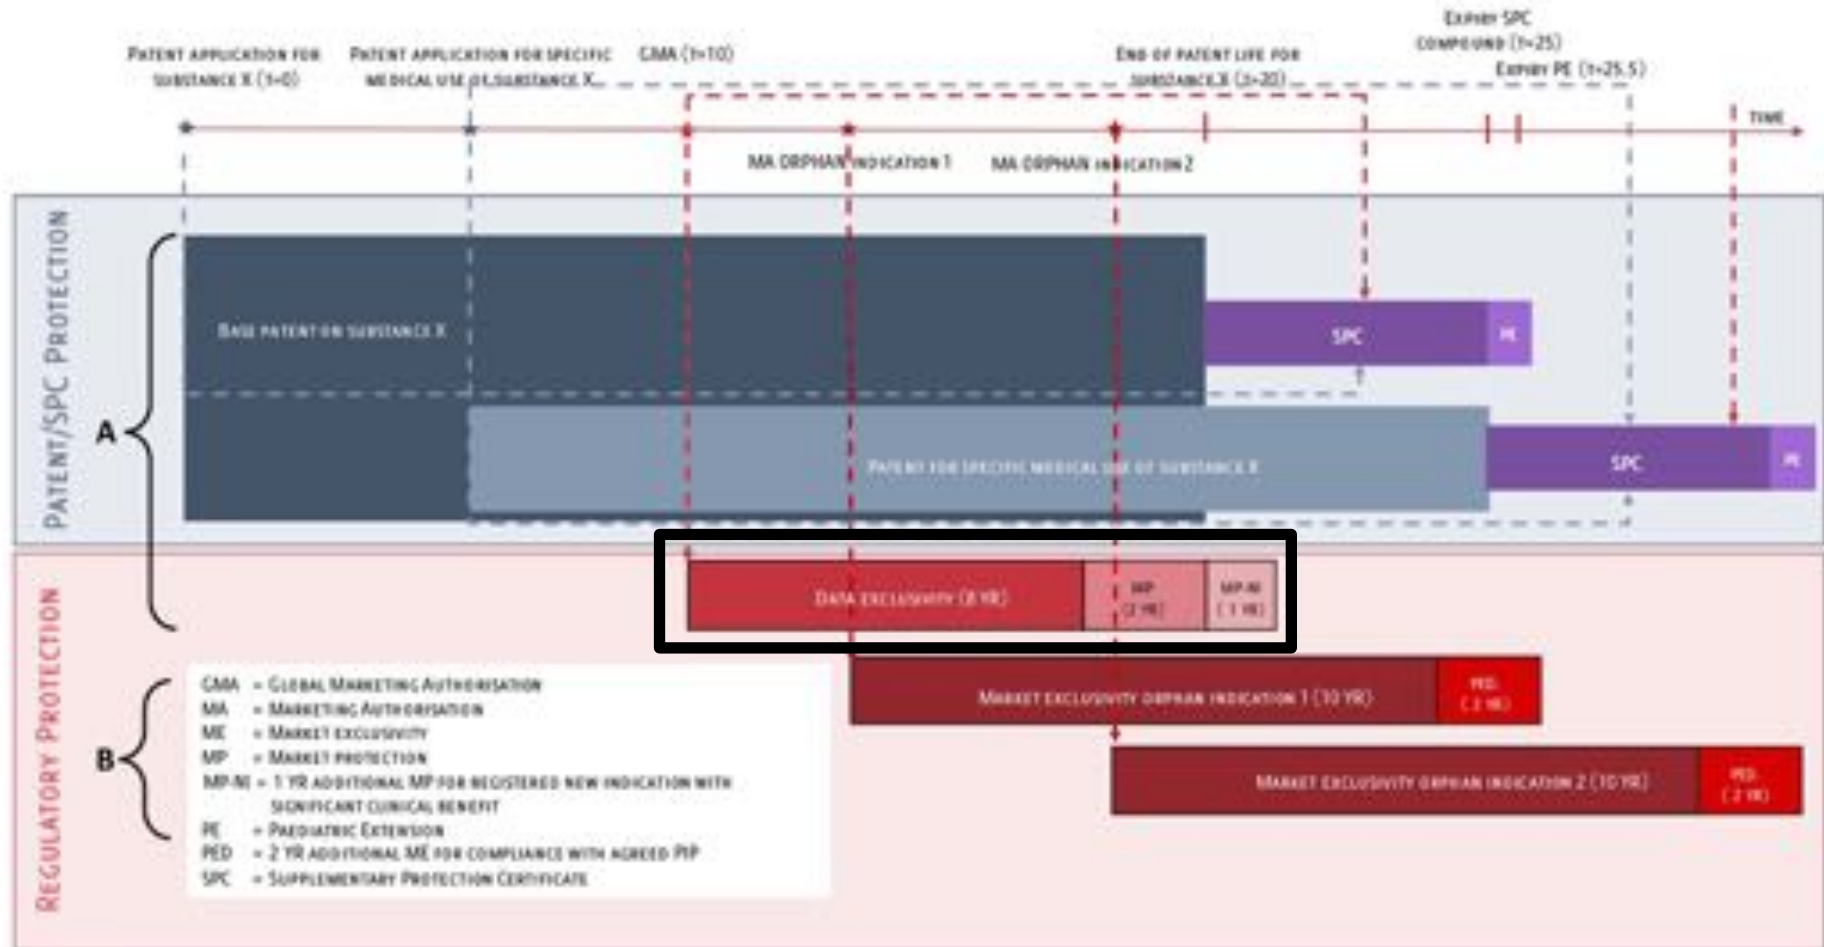 EXPIRY SPC
COMPOUND (T=25)
PATENT APPLICATION FOR
SUBSTANCE X (T=0)
PATENT APPLICATION FOR SPECIFIC
MEDICAL USE OF SUBSTANCE X
GMA (T=10)
END OF PATENT LIFE FOR
SUBSTANCE X (T=20)
EXPIRY PE (T=25.5)
TIME
MA ORPHAN INDICATION 1
MA ORPHAN INDICATION 2
PATENT/SPC PROTECTION
BASE PATENT ON SUBSTANCE X
SPC
PE
A
PATENT FOR SPECIFIC MEDICAL USE OF SUBSTANCE X
SPC
PE
REGULATORY PROTECTION
DATA EXCLUSIVITY (8 YR)
MP
(2 YR)
MP-NI
( 1 YR)
MARKET EXCLUSIVITY ORPHAN INDICATION 1 (10 YR)
PED
( 2 YR)
MARKET EXCLUSIVITY ORPHAN INDICATION 2 (10 YR)
PED
( 2 YR)
B
GMA = GLOBAL MARKETING AUTHORISATION
MA = MARKETING AUTHORISATION
ME = MARKET EXCLUSIVITY
MP = MARKET PROTECTION
MP-NI = 1 YR ADDITIONAL MP FOR REGISTERED NEW INDICATION WITH
SIGNIFICANT CLINICAL BENEFIT
PE = PAEDIATRIC EXTENSION
PED = 2 YR ADDITIONAL ME FOR COMPLIANCE WITH AGREED PIP
SPC = SUPPLEMENTARY PROTECTION CERTIFICATE